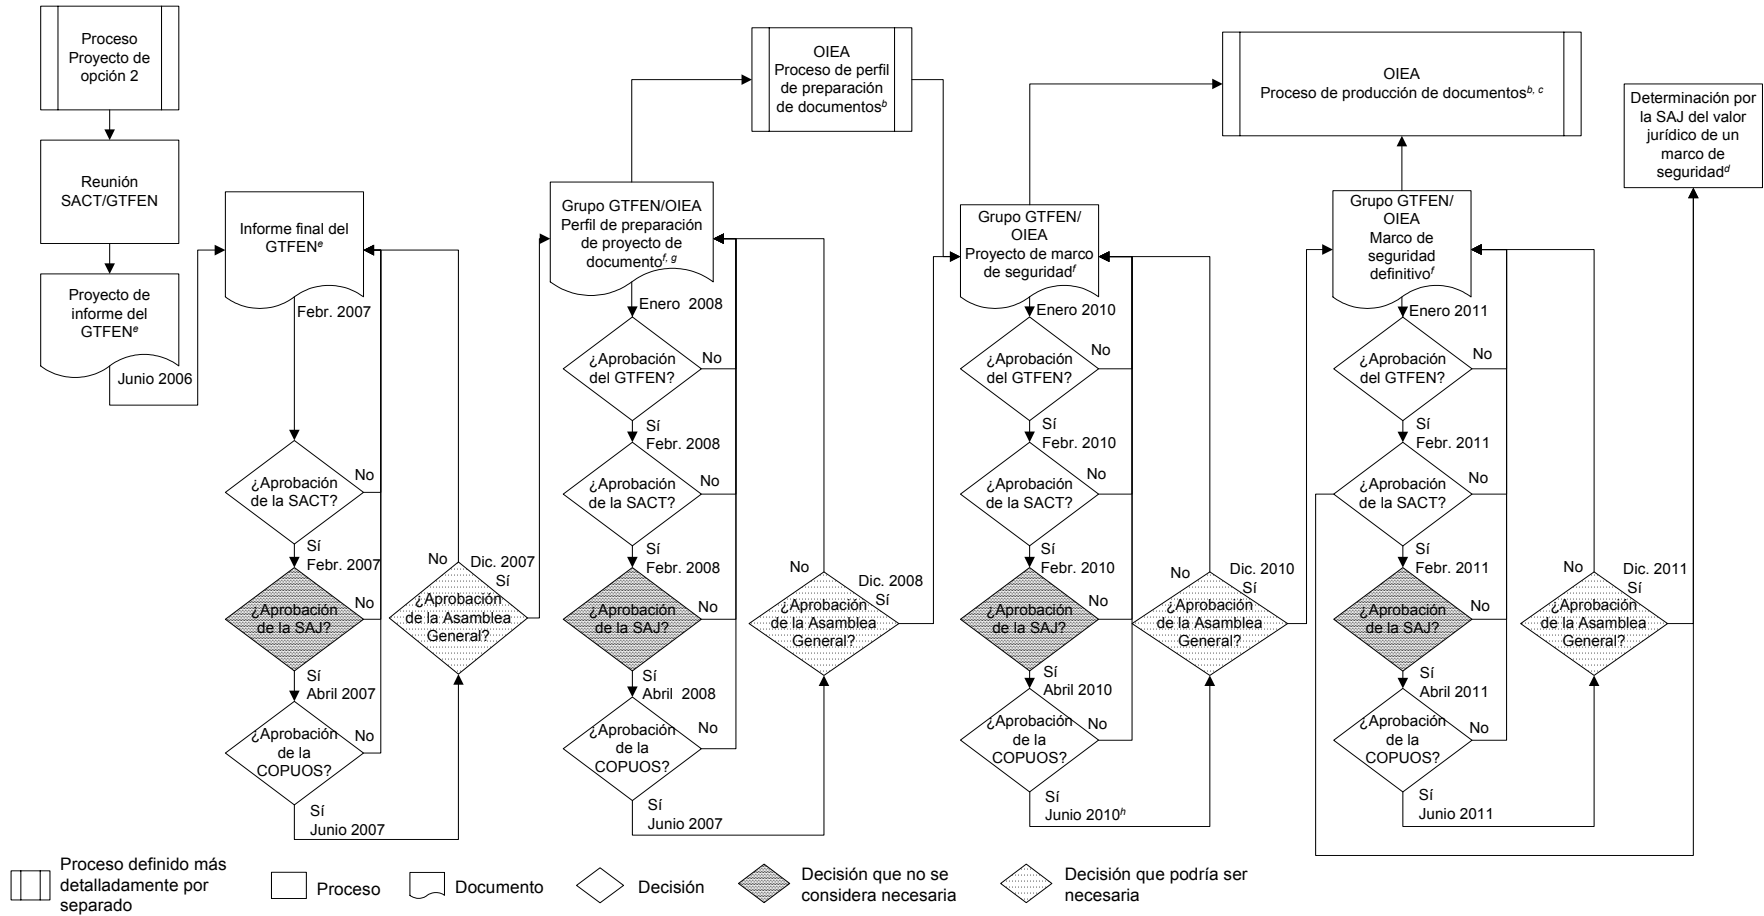 Proceso
Proyecto de
opción 2
Reunión
SACT/GTFEN
Proyecto de
informe del
GTFENe
Junio 2006
Informe final del
GTFENe
Febr. 2007
¿Aprobación
de la SACT?
No
Sí
Febr. 2007
¿Aprobación
de la SAJ?
No
Sí
Abril 2007
¿Aprobación
de la
COPUOS?
No
Sí
Junio 2007
No
Dic. 2007
Sí
¿Aprobación
de la Asamblea
General?
OIEA
Proceso de perfil
de preparación
de documentosb
Grupo GTFEN/OIEA
Perfil de preparación
de proyecto de
documentof, g
Enero 2008
¿Aprobación
del GTFEN?
No
Sí
Febr. 2008
¿Aprobación
de la SACT?
No
Sí
Febr. 2008
¿Aprobación
de la SAJ?
No
Sí
Abril 2008
¿Aprobación
de la
COPUOS?
No
Sí
Junio 2007
No
Dic. 2008
Sí
¿Aprobación
de la Asamblea
General?
Grupo GTFEN/
OIEA
Proyecto de marco
de seguridadf
Enero 2010
¿Aprobación
del GTFEN?
No
Sí
Febr. 2010
¿Aprobación
de la SACT?
No
Sí
Febr. 2010
¿Aprobación
de la SAJ?
No
Sí
Abril 2010
¿Aprobación
de la
COPUOS?
No
Sí
Junio 2010h
No
Dic. 2010
Sí
¿Aprobación
de la Asamblea
General?
OIEA
Proceso de producción de documentosb, c
Grupo GTFEN/
OIEA
Marco de
seguridad
definitivof
Enero 2011
¿Aprobación
del GTFEN?
No
Sí
Febr. 2011
¿Aprobación
de la SACT?
No
Sí
Febr. 2011
¿Aprobación
de la SAJ?
No
Sí
Abril 2011
¿Aprobación
de la
COPUOS?
No
Sí
Junio 2011
No
Dic. 2011
Sí
¿Aprobación
de la Asamblea
General?
Determinación por
la SAJ del valor
jurídico de un
marco de
seguridadd
Proceso definido más
detalladamente por
separado
Proceso
Documento
Decisión
Decisión que no se
considera necesaria
Decisión que podría ser
necesaria